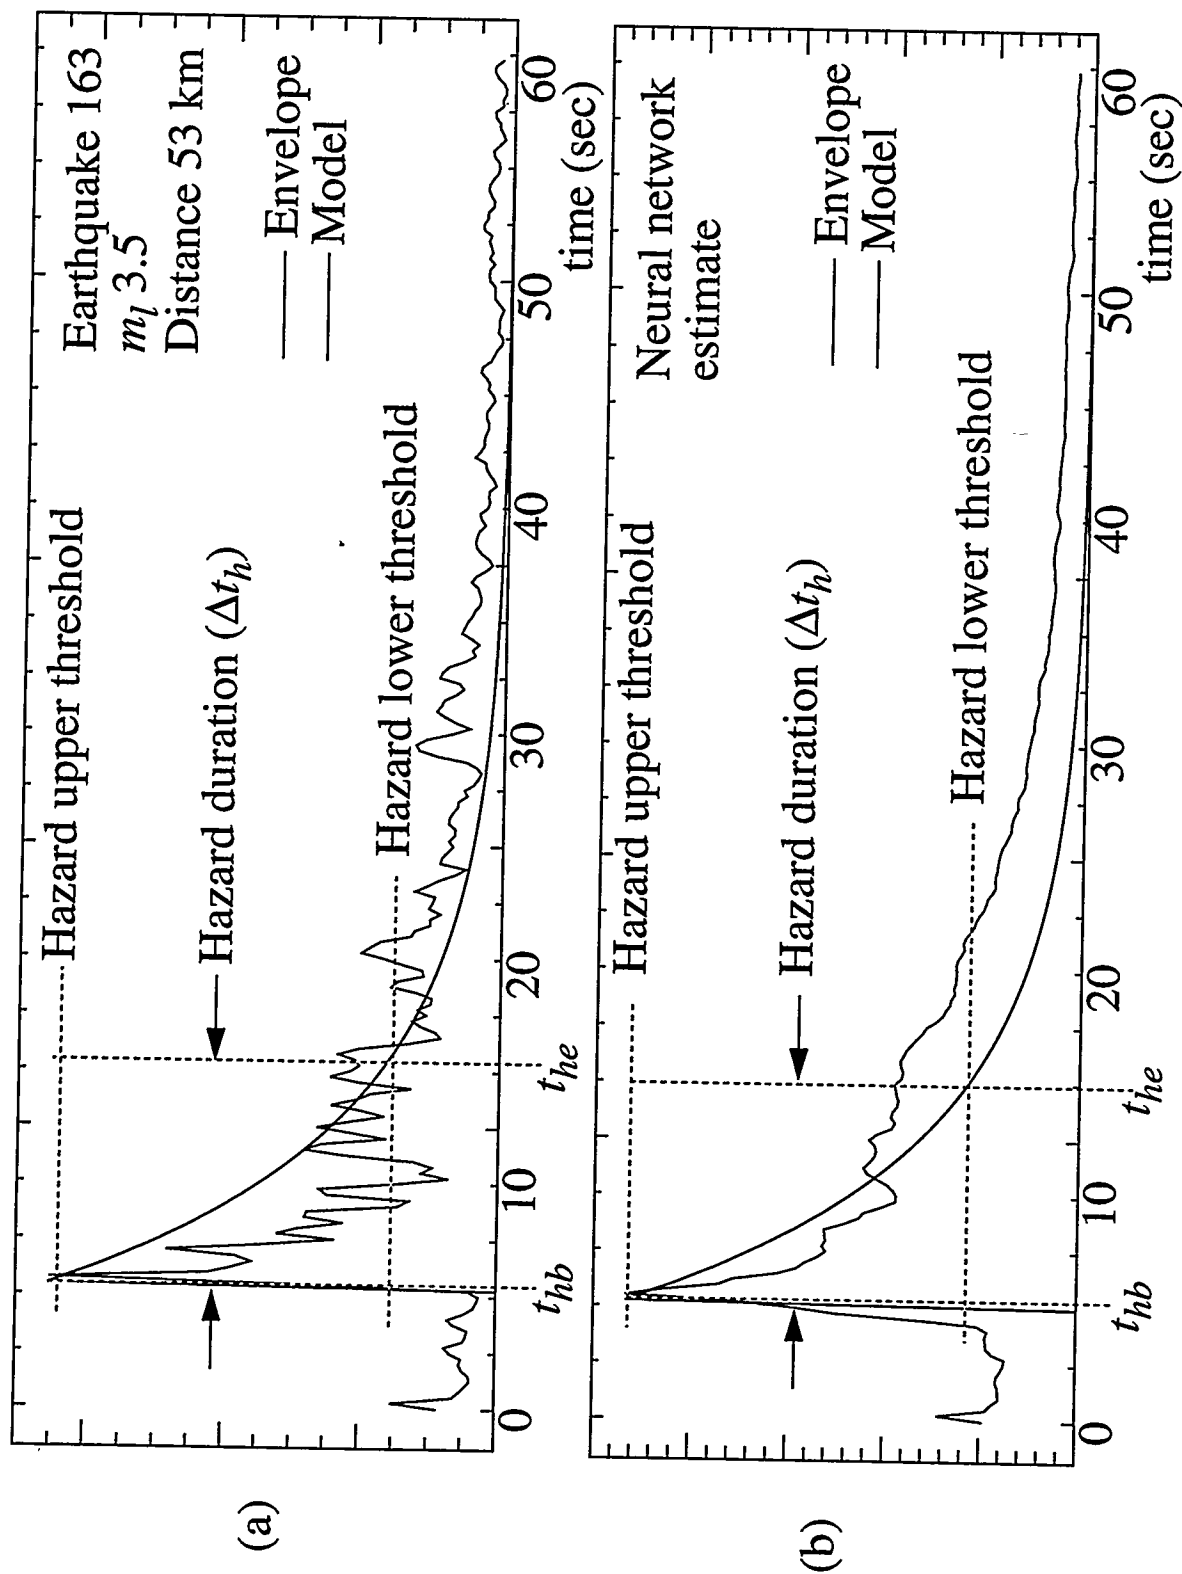 (a)
Earthquake 163
m_l 3.5
Distance 53 km
Envelope
Model
Hazard upper threshold
Hazard duration (Δt_h)
Hazard lower threshold
0 10 20 30 40 50 60
t_hb t_he time (sec)
(b)
Neural network
estimate
Envelope
Model
Hazard upper threshold
Hazard duration (Δt_h)
Hazard lower threshold
0 10 20 30 40 50 60
t_hb t_he time (sec)